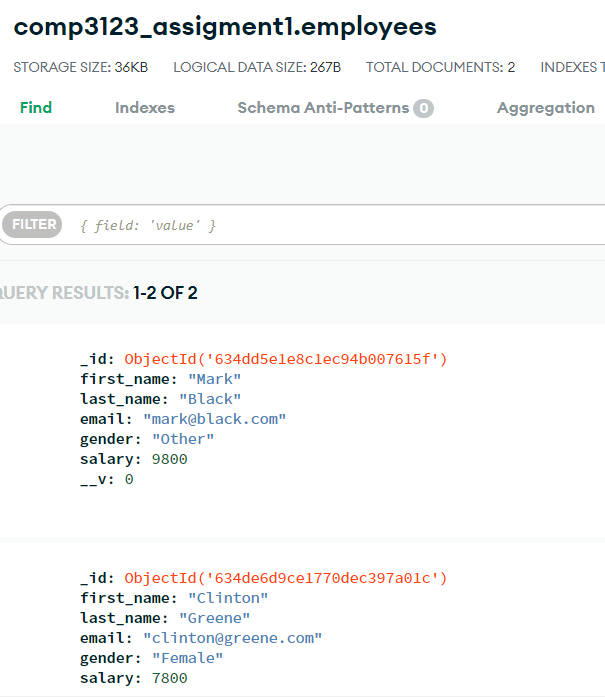 comp3123_assigment1.employees
STORAGE SIZE: 36KB LOGICAL DATA SIZE: 267B TOTAL DOCUMENTS: 2 INDEXES T
Find Indexes Schema Anti-Patterns 0 Aggregation
FILTER { field: 'value' }
QUERY RESULTS: 1-2 OF 2
_id: ObjectId('634dd5e1e8c1ec94b007615f')
first_name: "Mark"
last_name: "Black"
email: "mark@black.com"
gender: "Other"
salary: 9800
__v: 0
_id: ObjectId('634de6d9ce1770dec397a01c')
first_name: "Clinton"
last_name: "Greene"
email: "clinton@greene.com"
gender: "Female"
salary: 7800